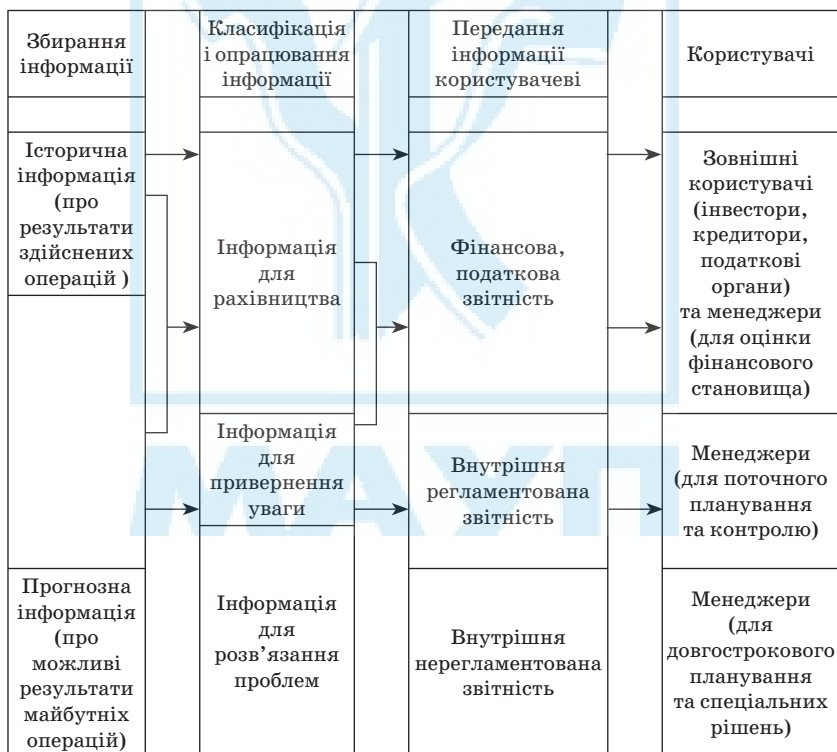 Збирання
інформації
Класифікація
і опрацювання
інформації
Передання
інформації
користувачеві
Користувачі
Історична
інформація
(про
результати
здійснених
операцій )
Інформація
для
рахівництва
Фінансова,
податкова
звітність
Зовнішні
користувачі
(інвестори,
кредитори,
податкові
органи)
та менеджери
(для оцінки
фінансового
становища)
Інформація
для
привернення
уваги
Внутрішня
регламентована
звітність
Менеджери
(для поточного
планування
та контролю)
Прогнозна
інформація
(про
можливі
результати
майбутніх
операцій)
Інформація
для
розв’язання
проблем
Внутрішня
нерегламентована
звітність
Менеджери
(для
довгострокового
планування
та спеціальних
рішень)
МАУП